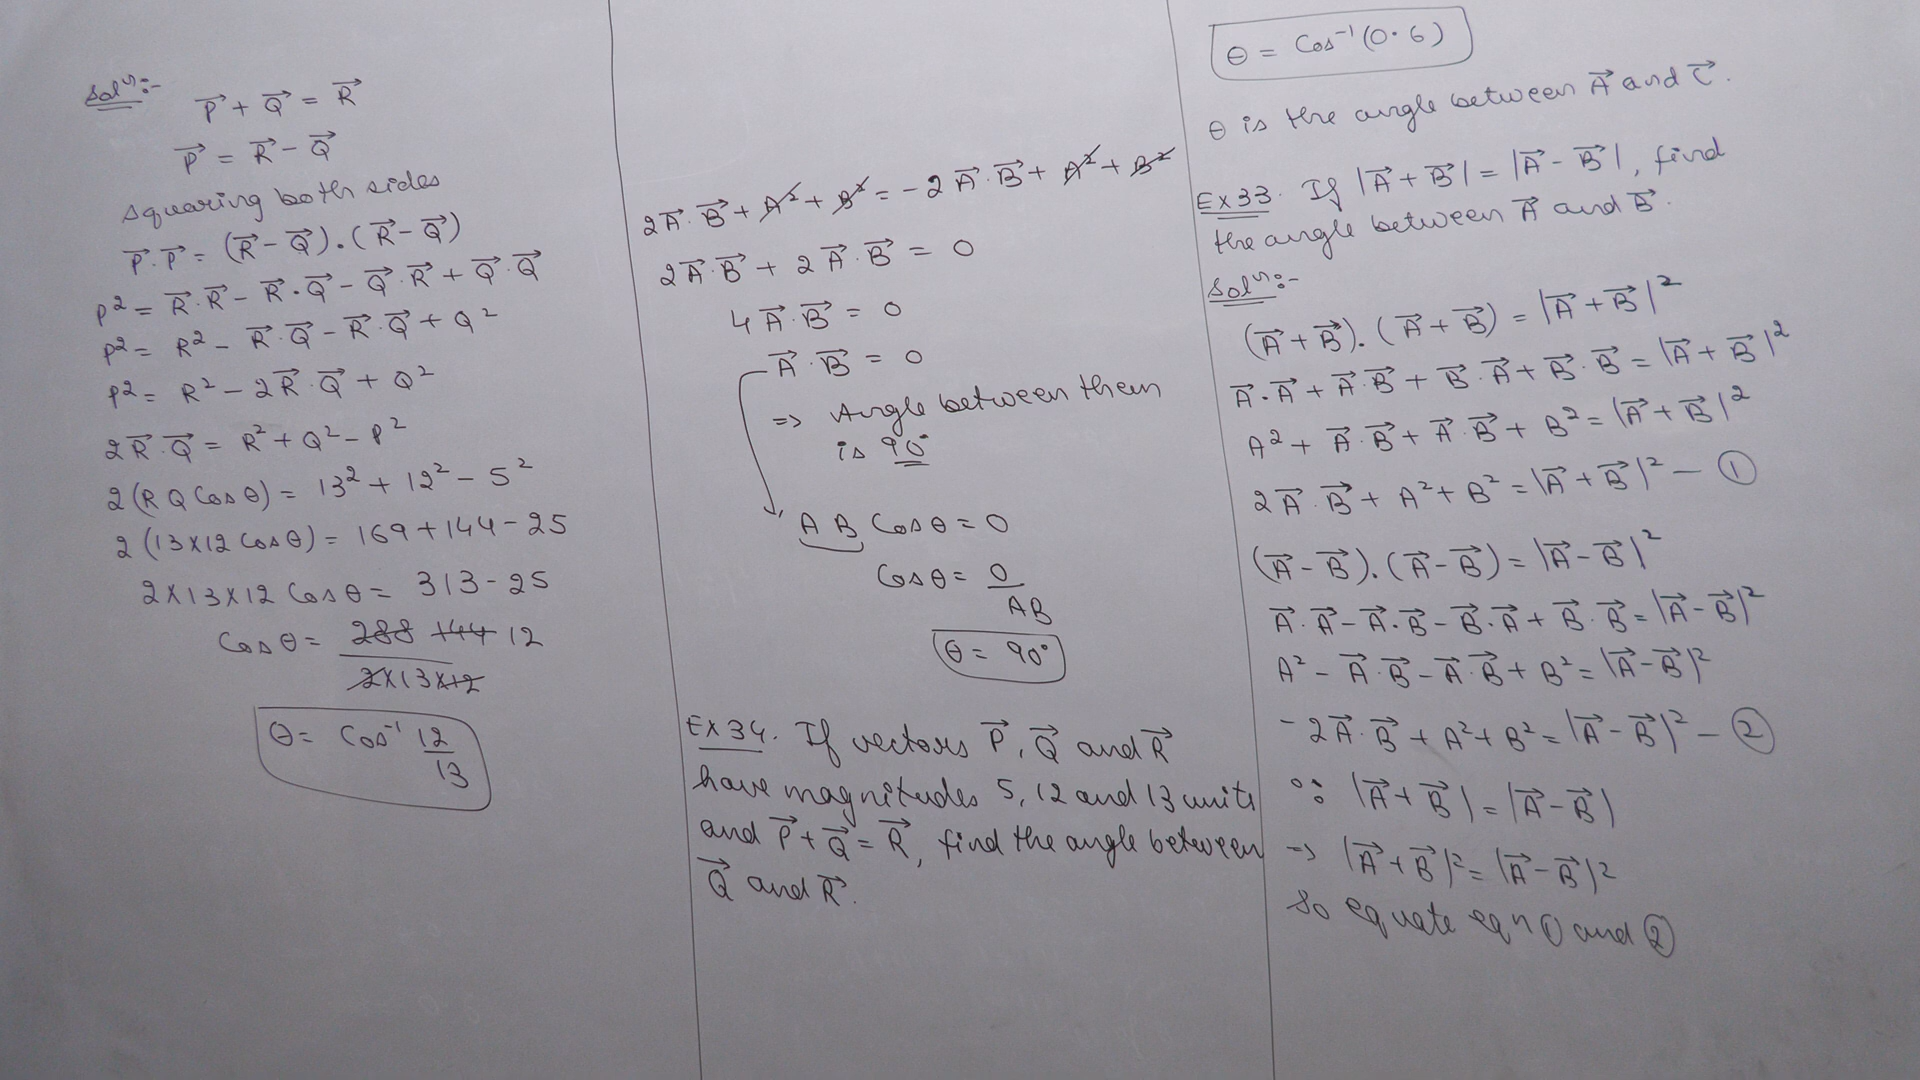 θ = Cos⁻¹(0.6)
θ is the angle between A⃗ and C⃗.
Ex 33. If |A⃗ + B⃗| = |A⃗ - B⃗|, find
the angle between A⃗ and B⃗.
Solⁿ:-
(A⃗ + B⃗).(A⃗ + B⃗) = |A⃗ + B⃗|²
A⃗.A⃗ + A⃗.B⃗ + B⃗.A⃗ + B⃗.B⃗ = |A⃗ + B⃗|²
A² + A⃗.B⃗ + A⃗.B⃗ + B² = |A⃗ + B⃗|²
2A⃗.B⃗ + A² + B² = |A⃗ + B⃗|² — ①
(A⃗ - B⃗).(A⃗ - B⃗) = |A⃗ - B⃗|²
A⃗.A⃗ - A⃗.B⃗ - B⃗.A⃗ + B⃗.B⃗ = |A⃗ - B⃗|²
A² - A⃗.B⃗ - A⃗.B⃗ + B² = |A⃗ - B⃗|²
-2A⃗.B⃗ + A² + B² = |A⃗ - B⃗|² — ②
∵ |A⃗ + B⃗| = |A⃗ - B⃗|
⇒ |A⃗ + B⃗|² = |A⃗ - B⃗|²
So equate eqn ① and ②
2A⃗.B⃗ + A² + B² = -2A⃗.B⃗ + A² + B²
2A⃗.B⃗ + 2A⃗.B⃗ = 0
4A⃗.B⃗ = 0
A⃗.B⃗ = 0
⇒ Angle between them
is 90°
AB Cosθ = 0
Cosθ = 0/AB
θ = 90°
Ex 34. If vectors P⃗, Q⃗ and R⃗
have magnitudes 5, 12 and 13 units
and P⃗ + Q⃗ = R⃗, find the angle between
Q⃗ and R⃗.
Solⁿ:-
P⃗ + Q⃗ = R⃗
P⃗ = R⃗ - Q⃗
squaring both sides
P⃗.P⃗ = (R⃗ - Q⃗).(R⃗ - Q⃗)
P² = R⃗.R⃗ - R⃗.Q⃗ - Q⃗.R⃗ + Q⃗.Q⃗
P² = R² - R⃗.Q⃗ - R⃗.Q⃗ + Q²
P² = R² - 2R⃗.Q⃗ + Q²
2R⃗.Q⃗ = R² + Q² - P²
2(RQ Cosθ) = 13² + 12² - 5²
2(13×12 Cosθ) = 169 + 144 - 25
2×13×12 Cosθ = 313 - 25
Cosθ = 288 144 12
2×13×12
θ = Cos⁻¹ 12/13